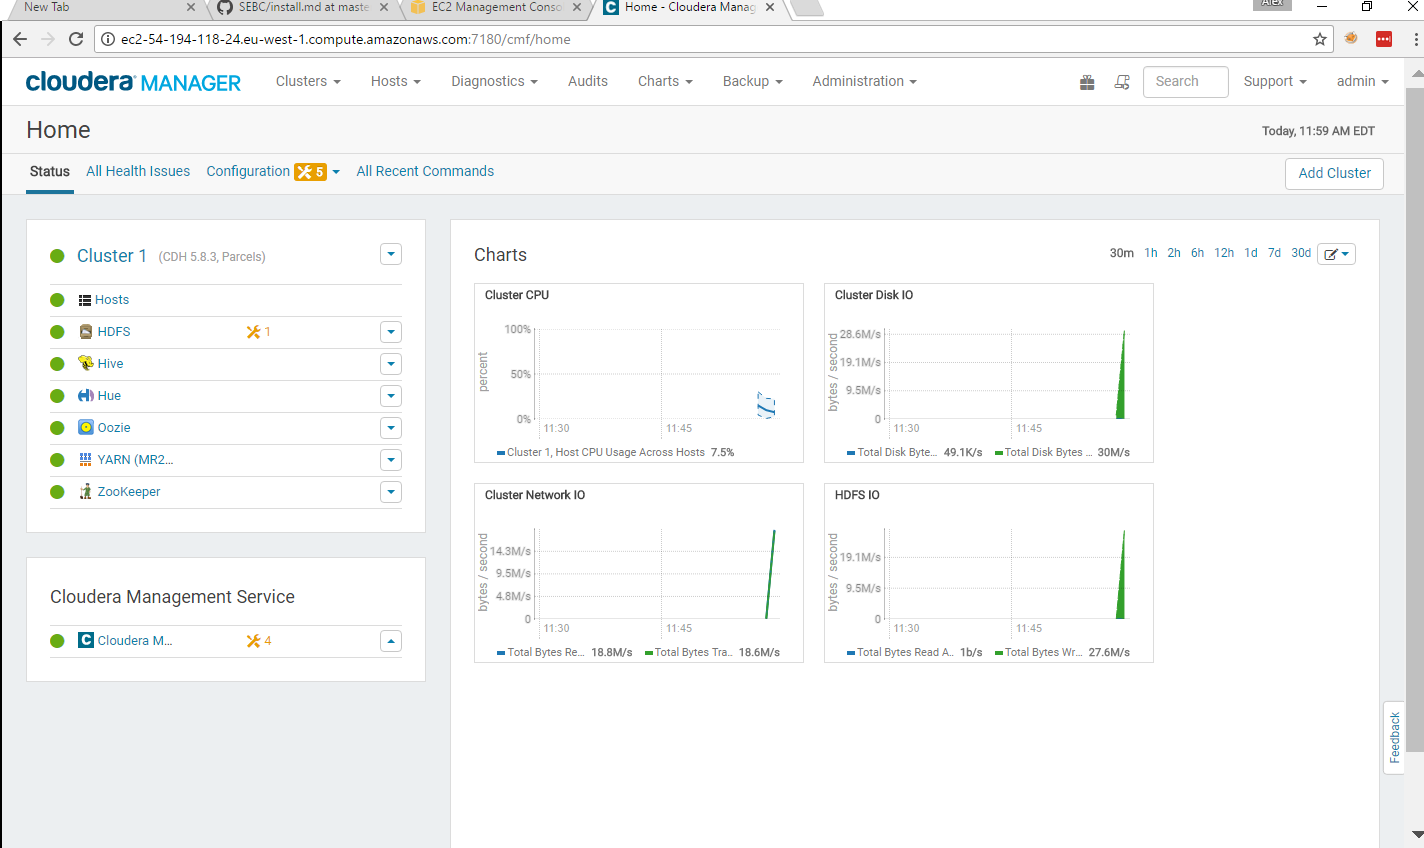 New Tab
SEBC/install.md at maste
EC2 Management Conso
Home - Cloudera Manag
Alex
ec2-54-194-118-24.eu-west-1.compute.amazonaws.com:7180/cmf/home
cloudera MANAGER
Clusters
Hosts
Diagnostics
Audits
Charts
Backup
Administration
Search
Support
admin
Home
Today, 11:59 AM EDT
Status
All Health Issues
Configuration 5
All Recent Commands
Add Cluster
Cluster 1 (CDH 5.8.3, Parcels)
Hosts
HDFS 1
Hive
Hue
Oozie
YARN (MR2...
ZooKeeper
Cloudera Management Service
C Cloudera M... 4
Charts
30m 1h 2h 6h 12h 1d 7d 30d
Cluster CPU
percent
100%
50%
0%
11:30 11:45
Cluster 1, Host CPU Usage Across Hosts 7.5%
Cluster Disk IO
bytes / second
28.6M/s
19.1M/s
9.5M/s
0
11:30 11:45
Total Disk Byte... 49.1K/s Total Disk Bytes ... 30M/s
Cluster Network IO
bytes / second
14.3M/s
9.5M/s
4.8M/s
0
11:30 11:45
Total Bytes Re... 18.8M/s Total Bytes Tra.. 18.6M/s
HDFS IO
bytes / second
19.1M/s
9.5M/s
0
11:30 11:45
Total Bytes Read A.. 1b/s Total Bytes Wr... 27.6M/s
Feedback